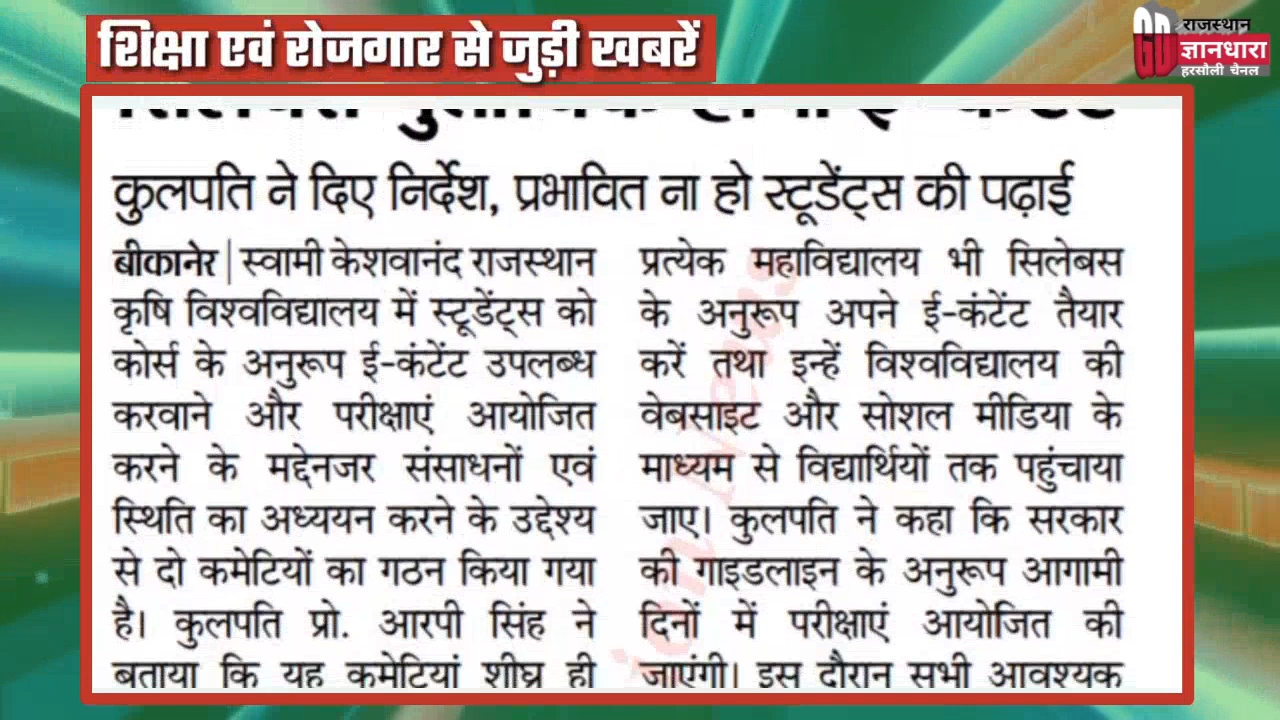 शिक्षा एवं रोजगार से जुड़ी खबरें
राजस्थान
GD
ज्ञानधारा
हरसौली चैनल
कुलपति ने दिए निर्देश, प्रभावित ना हो स्टूडेंट्स की पढ़ाई
बीकानेर | स्वामी केशवानंद राजस्थान
कृषि विश्वविद्यालय में स्टूडेंट्स को
कोर्स के अनुरूप ई-कंटेंट उपलब्ध
करवाने और परीक्षाएं आयोजित
करने के मद्देनजर संसाधनों एवं
स्थिति का अध्ययन करने के उद्देश्य
से दो कमेटियों का गठन किया गया
है। कुलपति प्रो. आरपी सिंह ने
बताया कि यह कमेटियां शीघ्र ही
प्रत्येक महाविद्यालय भी सिलेबस
के अनुरूप अपने ई-कंटेंट तैयार
करें तथा इन्हें विश्वविद्यालय की
वेबसाइट और सोशल मीडिया के
माध्यम से विद्यार्थियों तक पहुंचाया
जाए। कुलपति ने कहा कि सरकार
की गाइडलाइन के अनुरूप आगामी
दिनों में परीक्षाएं आयोजित की
जाएंगी। इस दौरान सभी आवश्यक